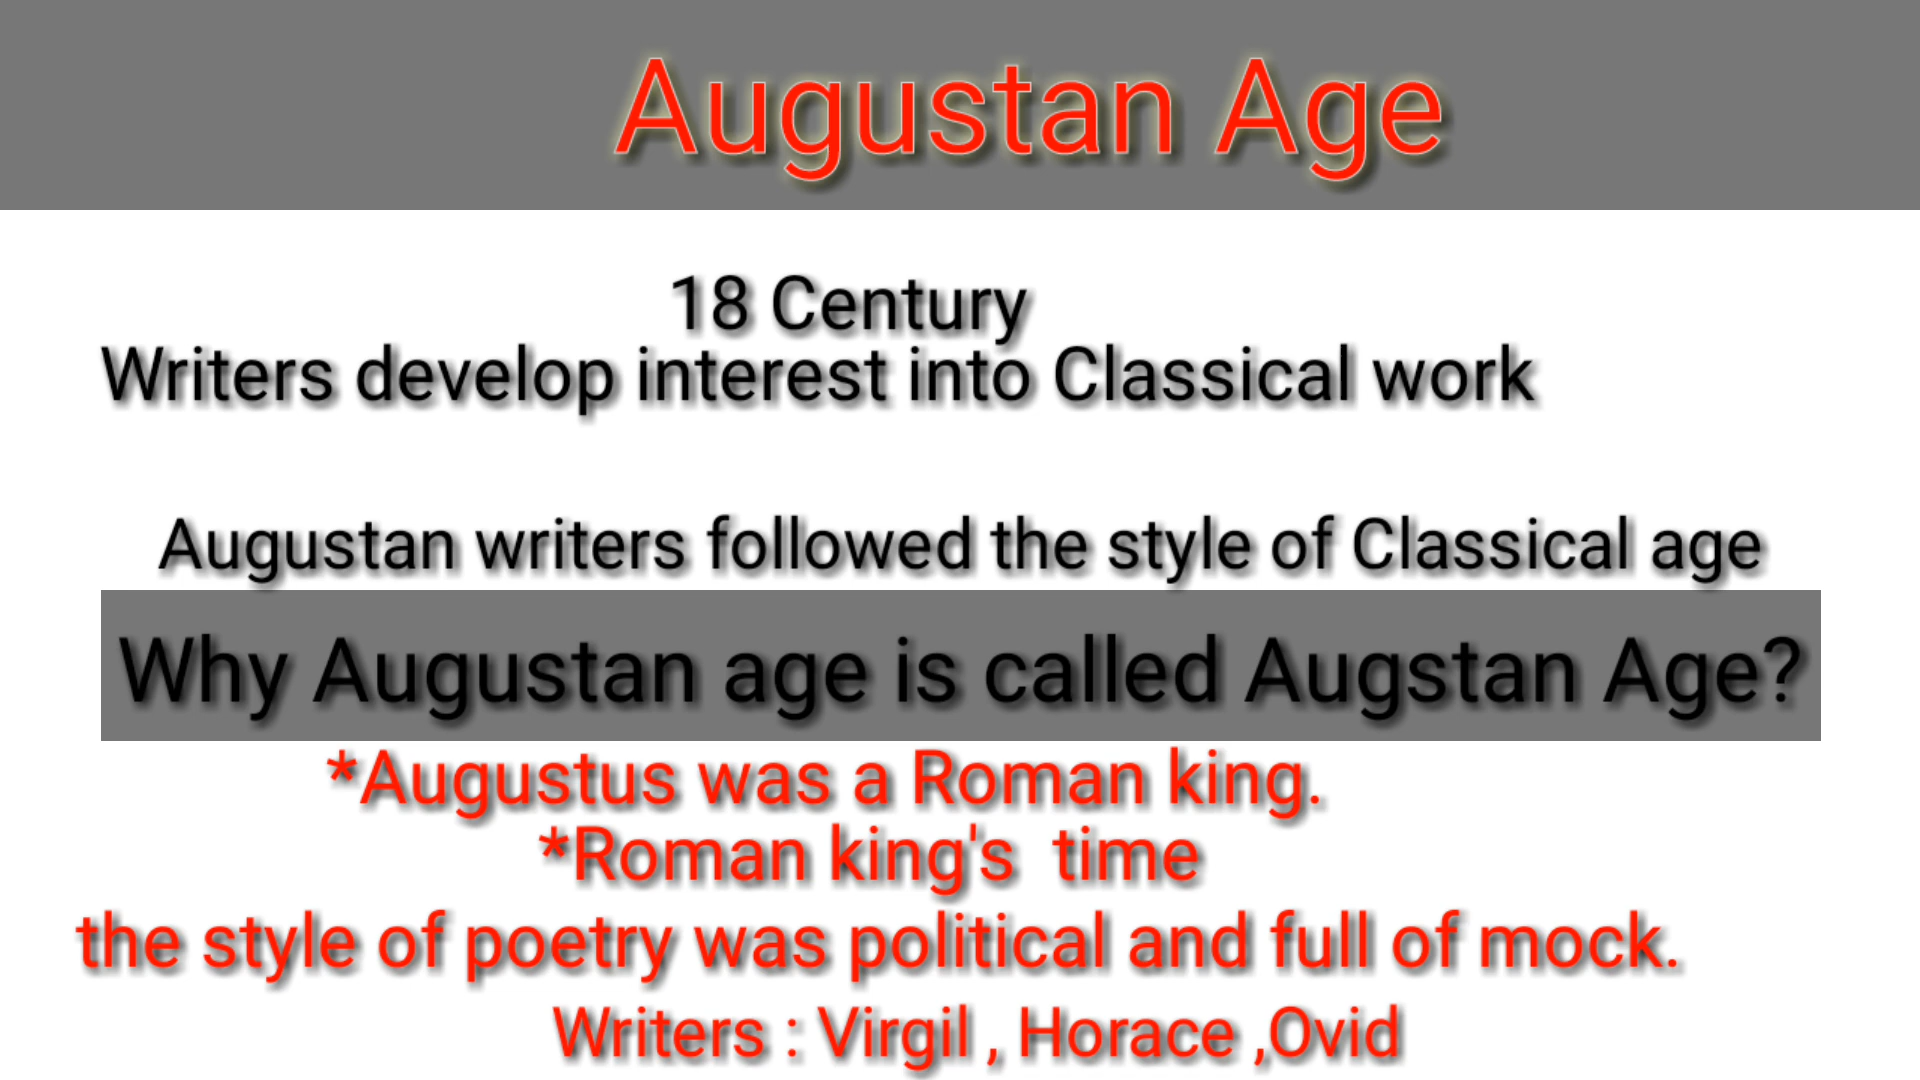 Augustan Age
18 Century
Writers develop interest into Classical work
Augustan writers followed the style of Classical age
Why Augustan age is called Augstan Age?
*Augustus was a Roman king.
*Roman king's  time
the style of poetry was political and full of mock.
Writers : Virgil , Horace ,Ovid